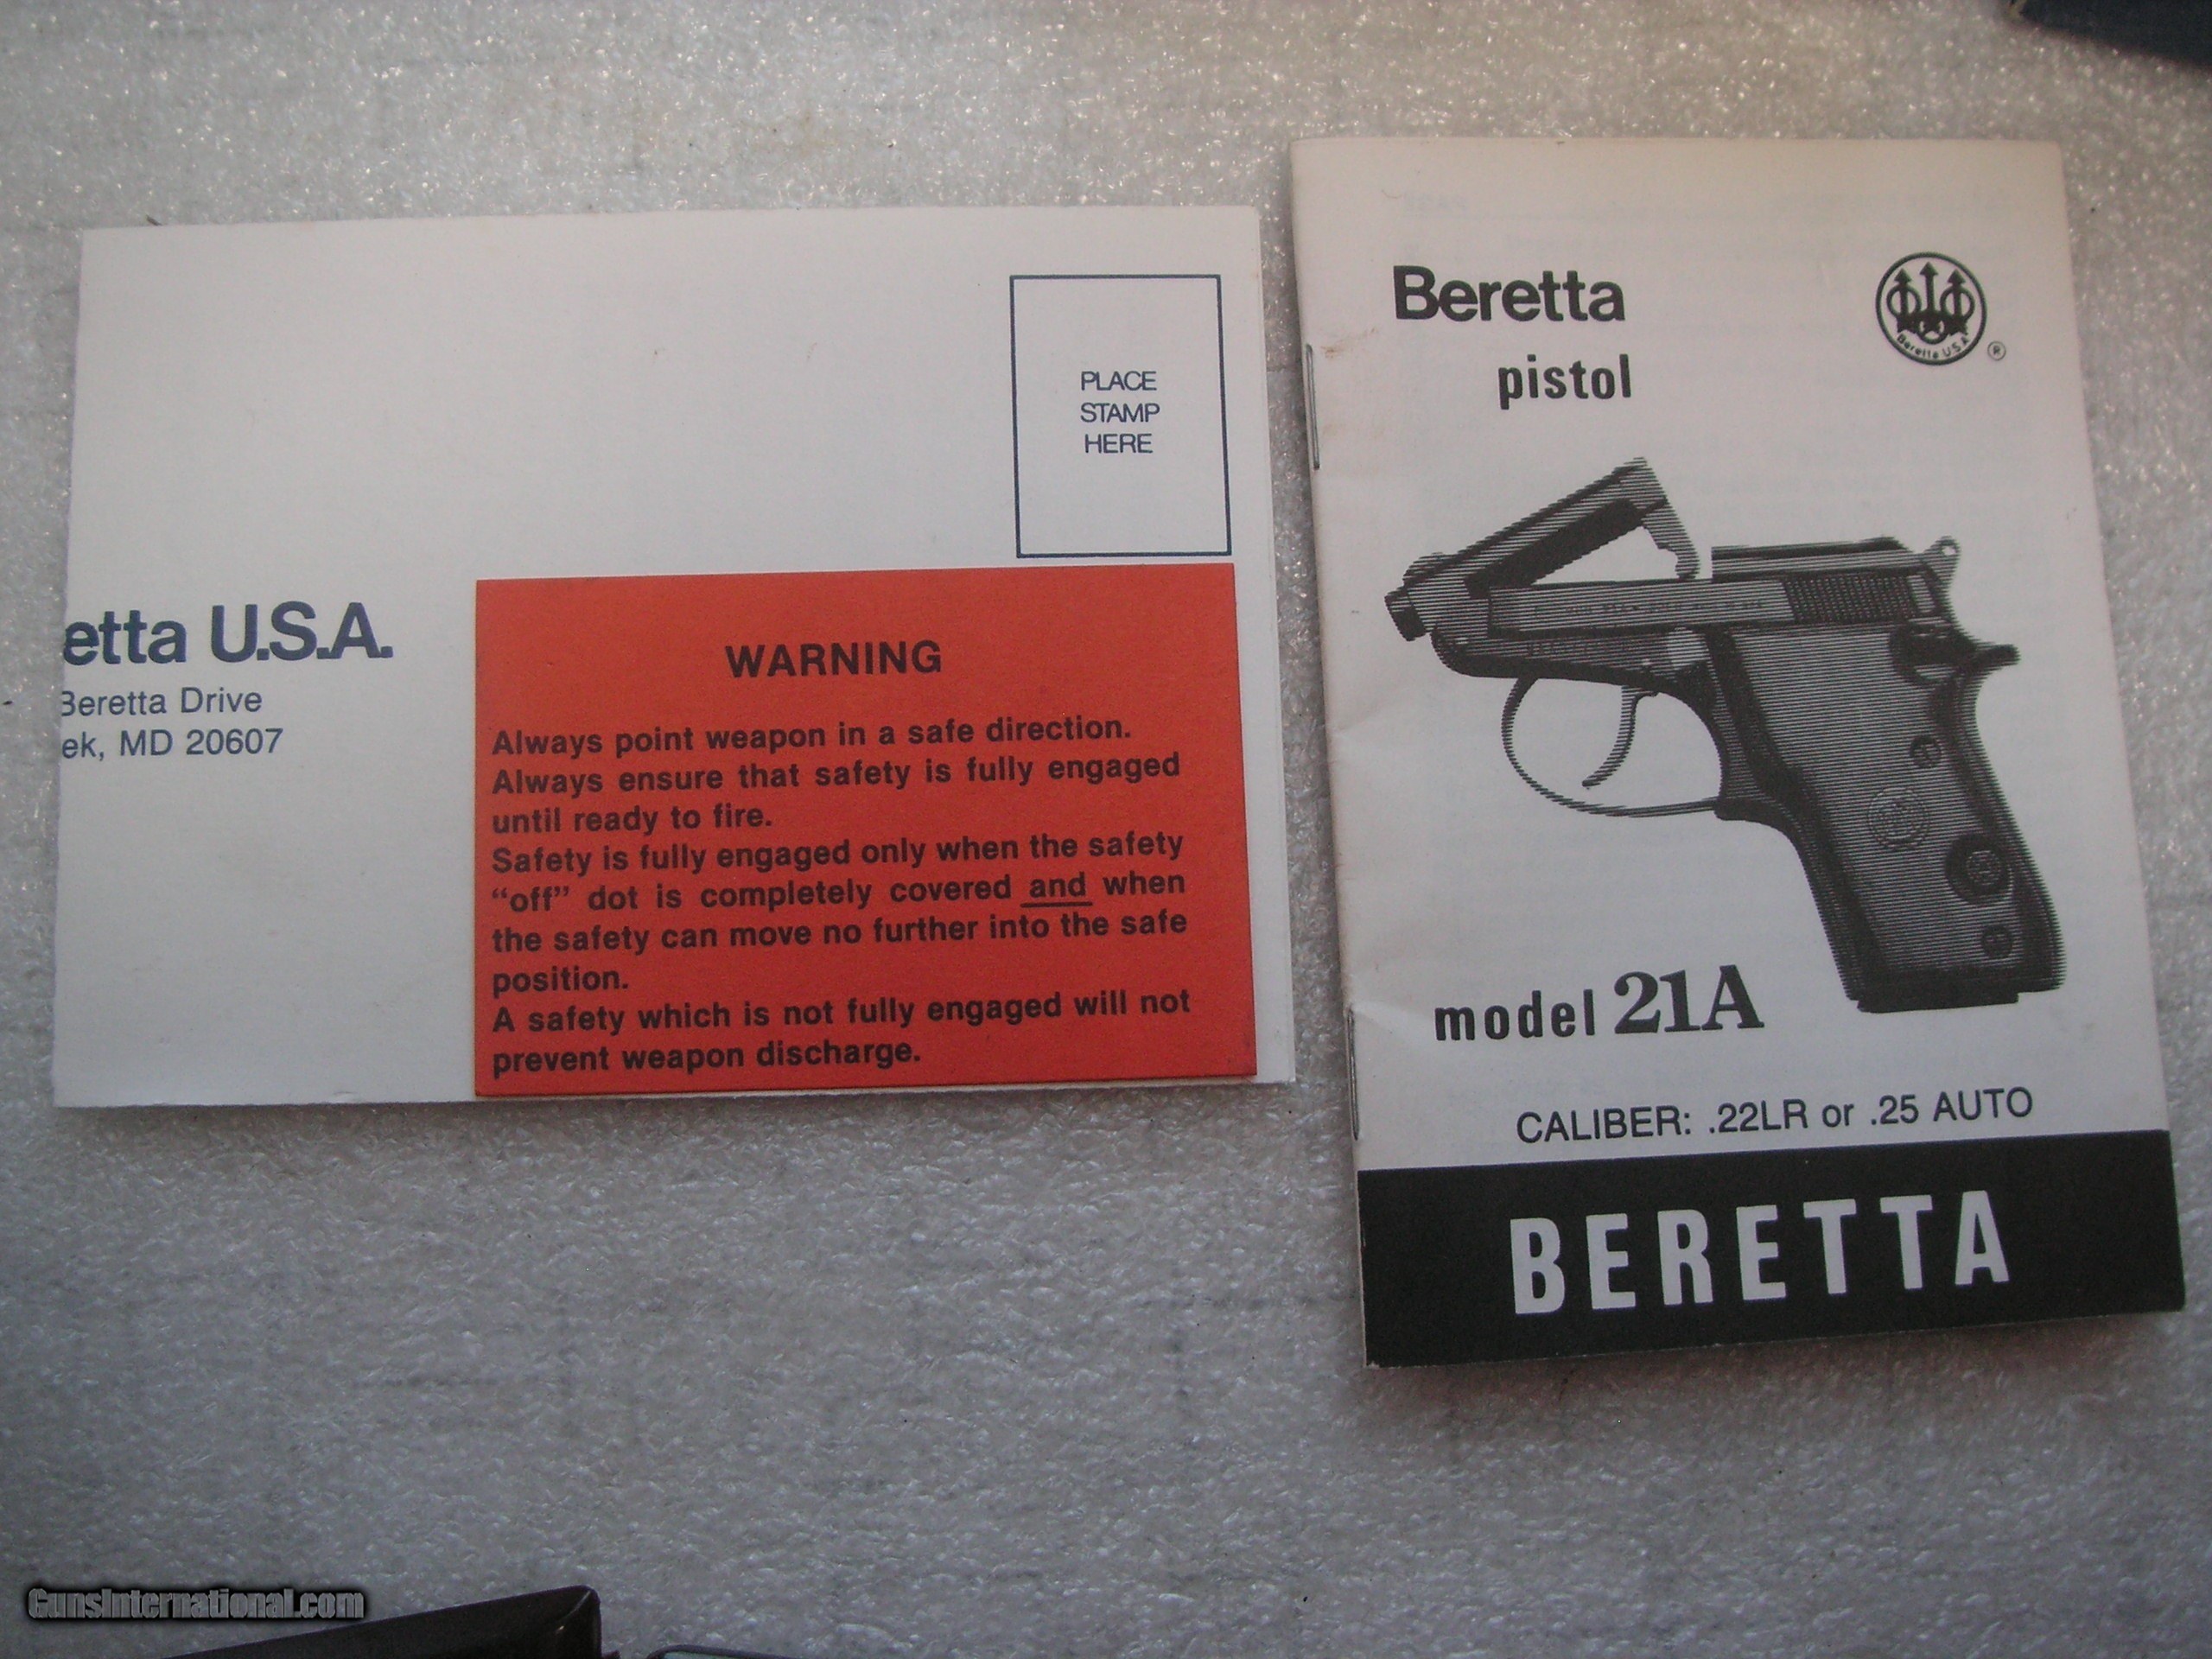 PLACE
STAMP
HERE
etta U.S.A.
Beretta Drive
ek, MD 20607
WARNING
Always point weapon in a safe direction.
Always ensure that safety is fully engaged
until ready to fire.
Safety is fully engaged only when the safety
“off” dot is completely covered and when
the safety can move no further into the safe
position.
A safety which is not fully engaged will not
prevent weapon discharge.
Beretta
pistol
Beretta U.S.A.
®
model 21A
CALIBER: .22LR or .25 AUTO
BERETTA
GunsInternational.com